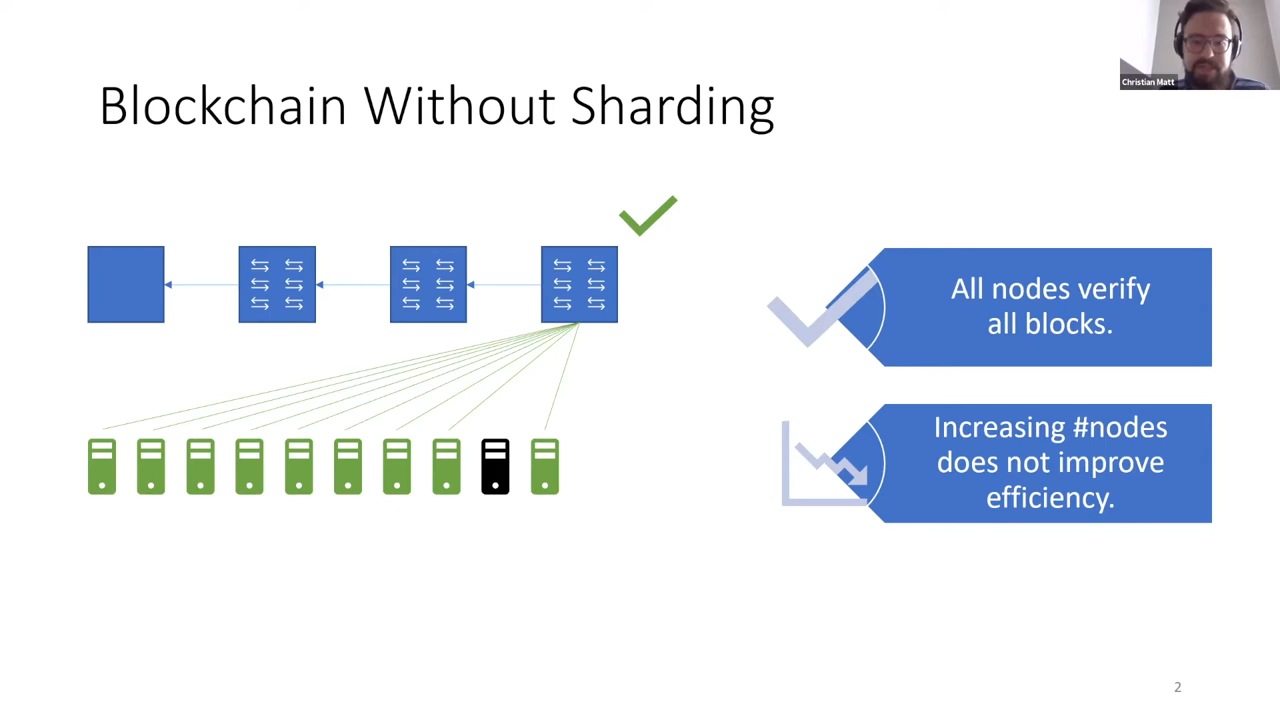 Christian Matt
Blockchain Without Sharding
All nodes verify
all blocks.
Increasing #nodes
does not improve
efficiency.
2